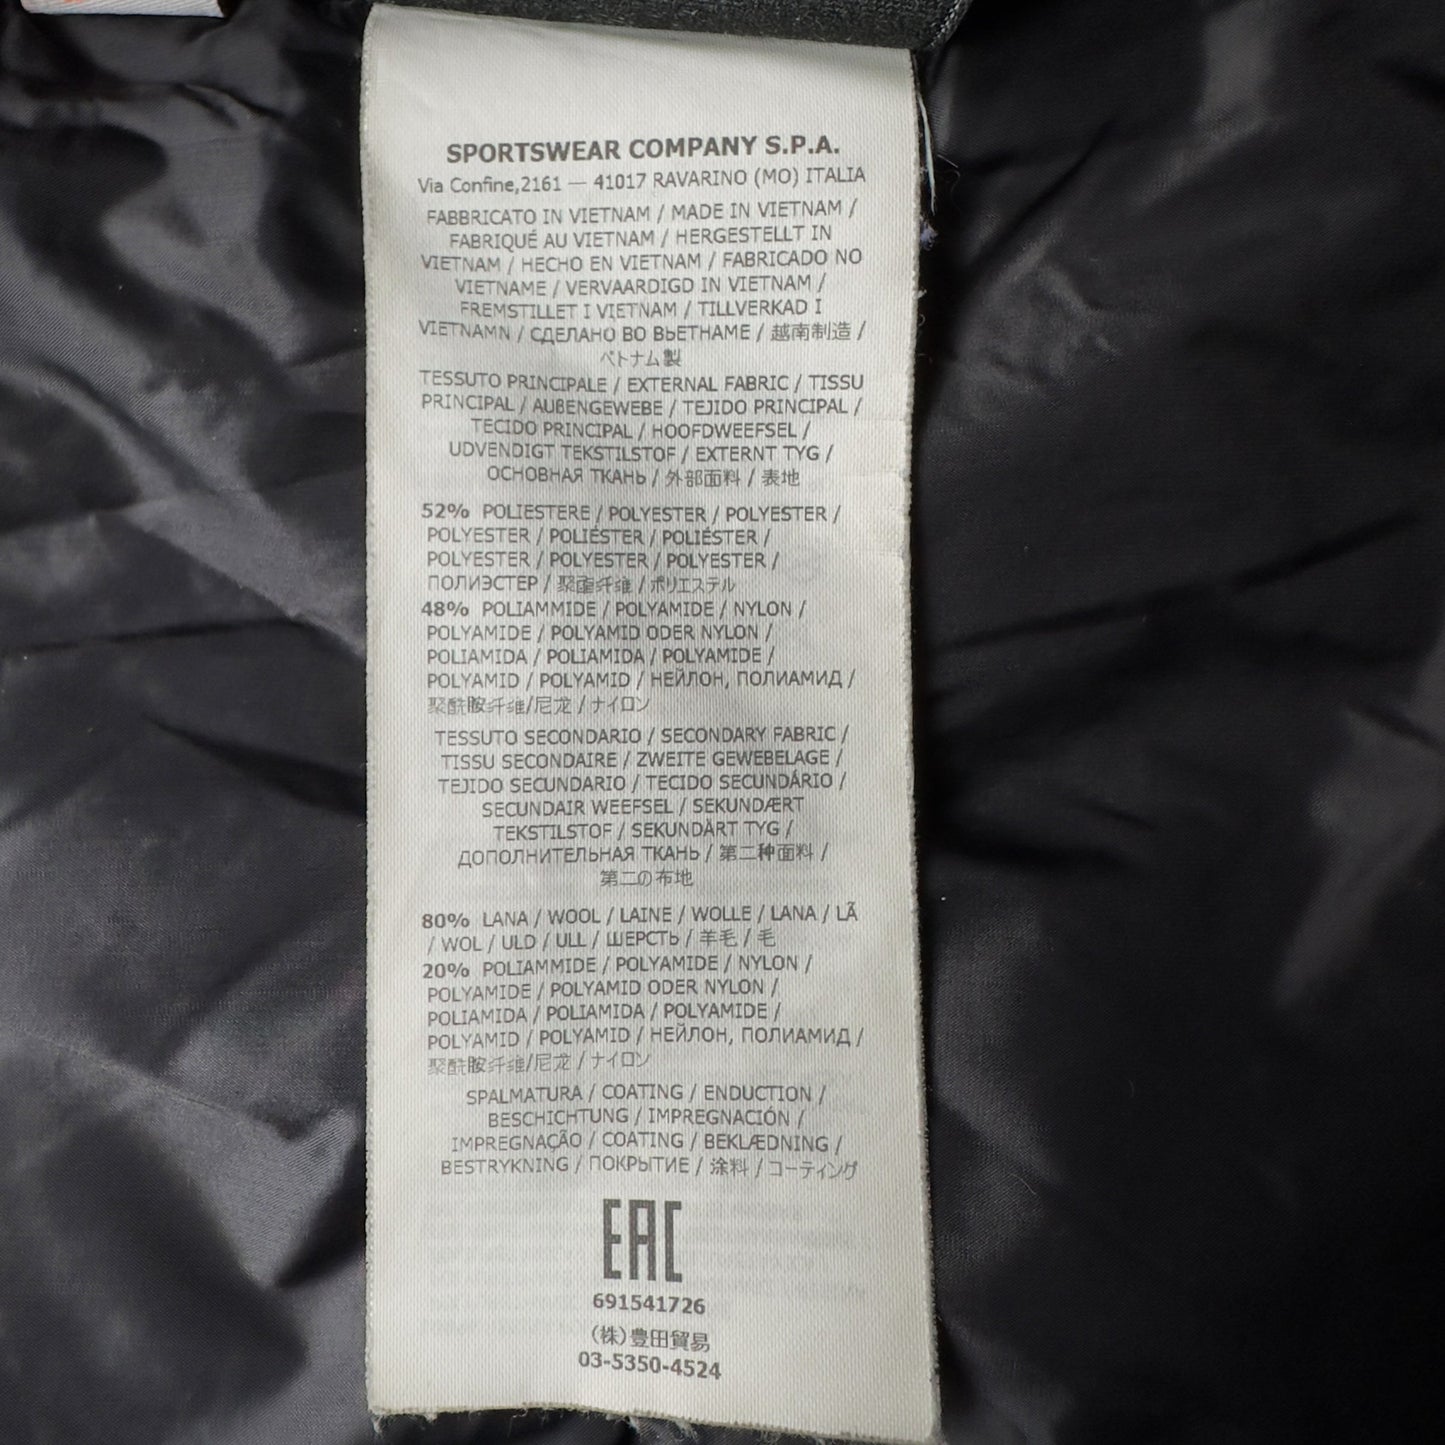 SPORTSWEAR COMPANY S.P.A.
Via Confine,2161 — 41017 RAVARINO (MO) ITALIA
FABBRICATO IN VIETNAM / MADE IN VIETNAM /
FABRIQUÉ AU VIETNAM / HERGESTELLT IN
VIETNAM / HECHO EN VIETNAM / FABRICADO NO
VIETNAME / VERVAARDIGD IN VIETNAM /
FREMSTILLET I VIETNAM / TILLVERKAD I
VIETNAMN / СДЕЛАНО ВО ВЬЕТНАМЕ / 越南制造 /
ベトナム製
TESSUTO PRINCIPALE / EXTERNAL FABRIC / TISSU
PRINCIPAL / AUßENGEWEBE / TEJIDO PRINCIPAL /
TECIDO PRINCIPAL / HOOFDWEEFSEL /
UDVENDIGT TEKSTILSTOF / EXTERNT TYG /
ОСНОВНАЯ ТКАНЬ / 外部面料 / 表地
52% POLIESTERE / POLYESTER / POLYESTER /
POLYESTER / POLIÉSTER / POLIÉSTER /
POLYESTER / POLYESTER / POLYESTER /
ПОЛИЭСТЕР / 聚酯纤维 / ポリエステル
48% POLIAMMIDE / POLYAMIDE / NYLON /
POLYAMIDE / POLYAMID ODER NYLON /
POLIAMIDA / POLIAMIDA / POLYAMIDE /
POLYAMID / POLYAMID / НЕЙЛОН, ПОЛИАМИД /
聚酰胺纤维/尼龙 / ナイロン
TESSUTO SECONDARIO / SECONDARY FABRIC /
TISSU SECONDAIRE / ZWEITE GEWEBELAGE /
TEJIDO SECUNDARIO / TECIDO SECUNDÁRIO /
SECUNDAIR WEEFSEL / SEKUNDÆRT
TEKSTILSTOF / SEKUNDÄRT TYG /
ДОПОЛНИТЕЛЬНАЯ ТКАНЬ / 第二种面料 /
第二の布地
80% LANA / WOOL / LAINE / WOLLE / LANA / LÃ
/ WOL / ULD / ULL / ШЕРСТЬ / 羊毛 / 毛
20% POLIAMMIDE / POLYAMIDE / NYLON /
POLYAMIDE / POLYAMID ODER NYLON /
POLIAMIDA / POLIAMIDA / POLYAMIDE /
POLYAMID / POLYAMID / НЕЙЛОН, ПОЛИАМИД /
聚酰胺纤维/尼龙 / ナイロン
SPALMATURA / COATING / ENDUCTION /
BESCHICHTUNG / IMPREGNACIÓN /
IMPREGNAÇÃO / COATING / BEKLÆDNING /
BESTRYKNING / ПОКРЫТИЕ / 涂料 / コーティング
EAC
691541726
(株)豊田貿易
03-5350-4524